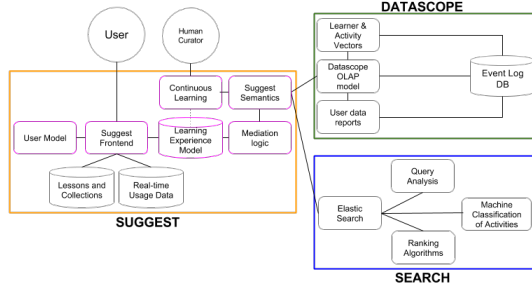 DATASCOPE
User
Human
Curator
Learner &
Activity
Vectors
Continuous
Learning
Suggest
Semantics
Datascope
OLAP
model
Event Log
DB
User data
reports
User Model
Suggest
Frontend
Learning
Experience
Model
Mediation
logic
Lessons and
Collections
Real-time
Usage Data
SUGGEST
Query
Analysis
Elastic
Search
Machine
Classification
of Activities
Ranking
Algorithms
SEARCH